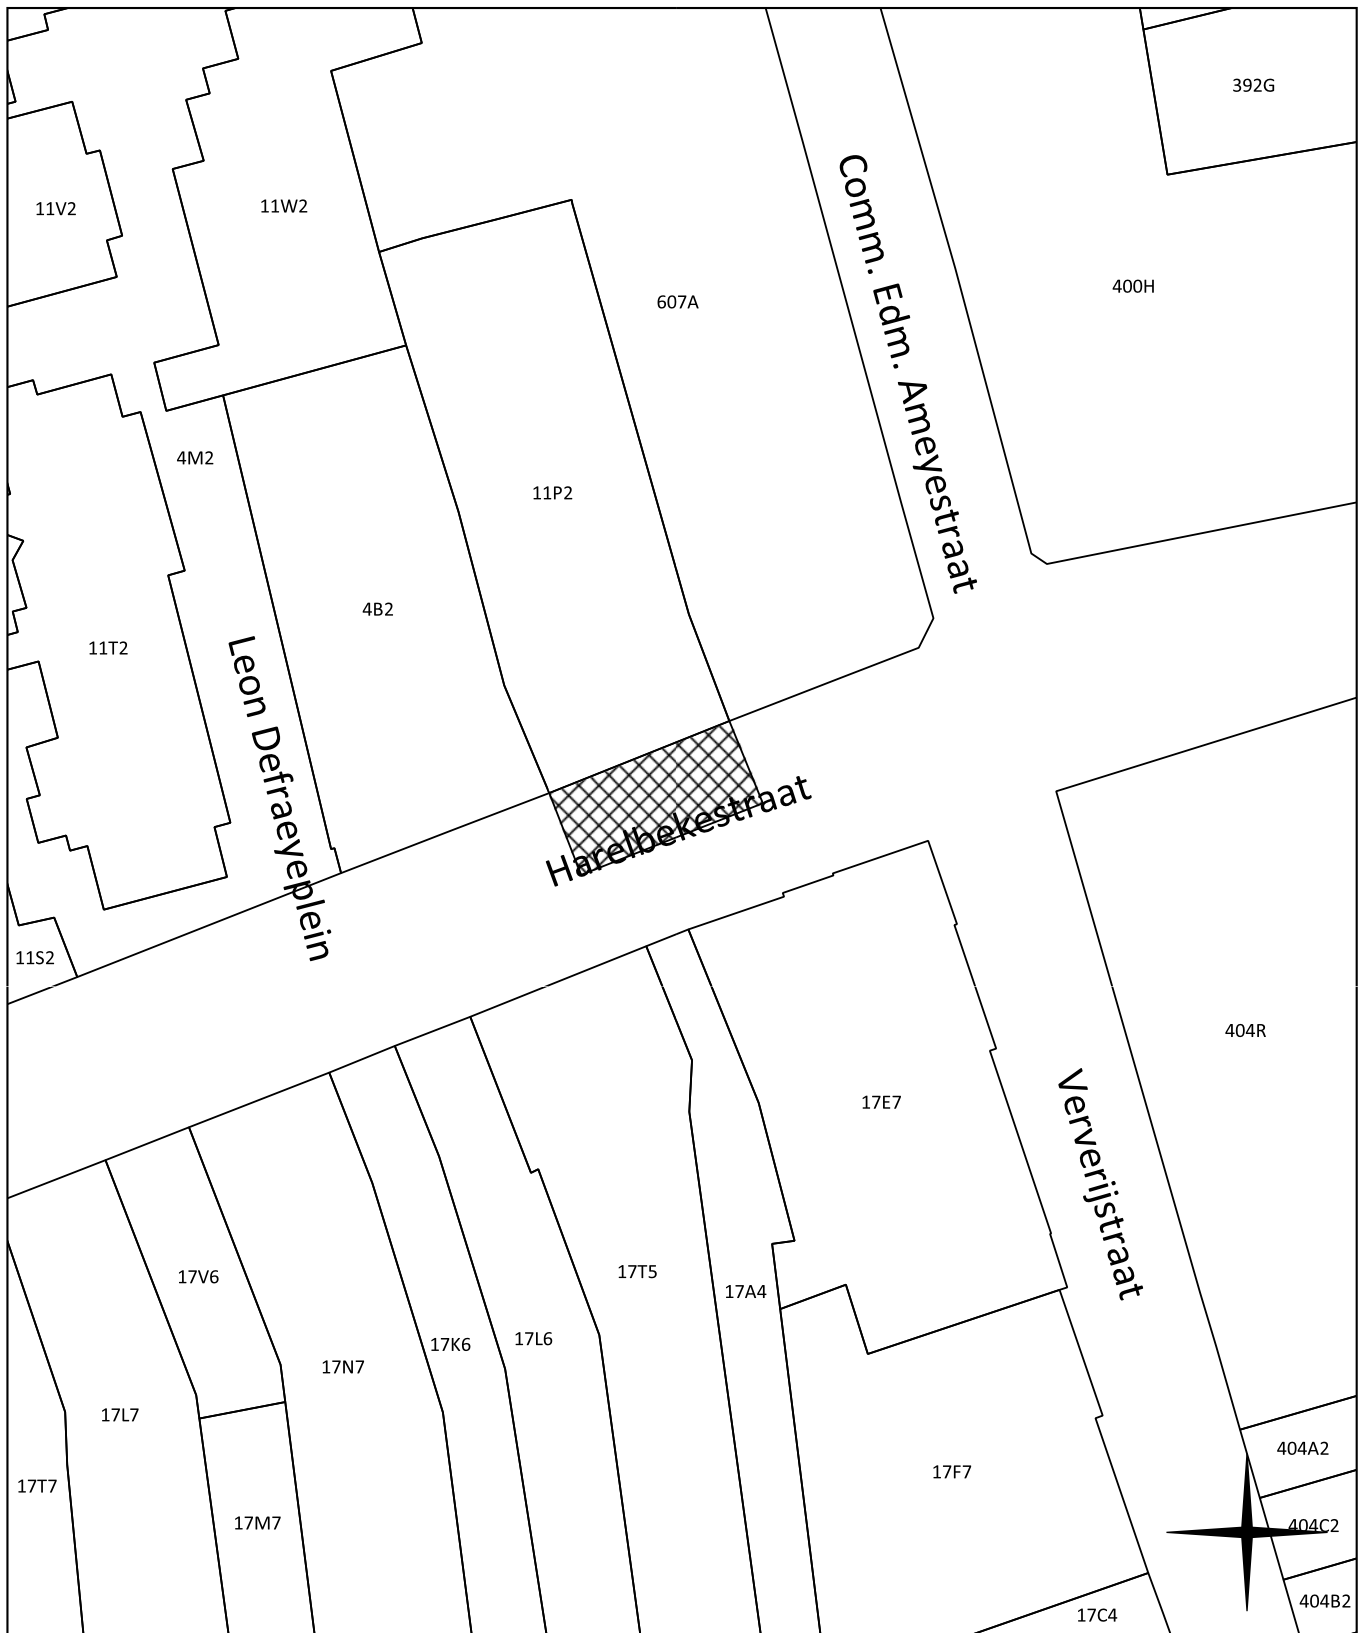 392G
11V2
11W2
Comm. Edm. Ameyestraat
400H
607A
4M2
11P2
4B2
11T2
Leon Defraeyeplein
Harelbekestraat
11S2
404R
17E7
Ververijstraat
17V6
17T5
17A4
17L6
17K6
17N7
17L7
404A2
17F7
17T7
17M7
404C2
404B2
17C4